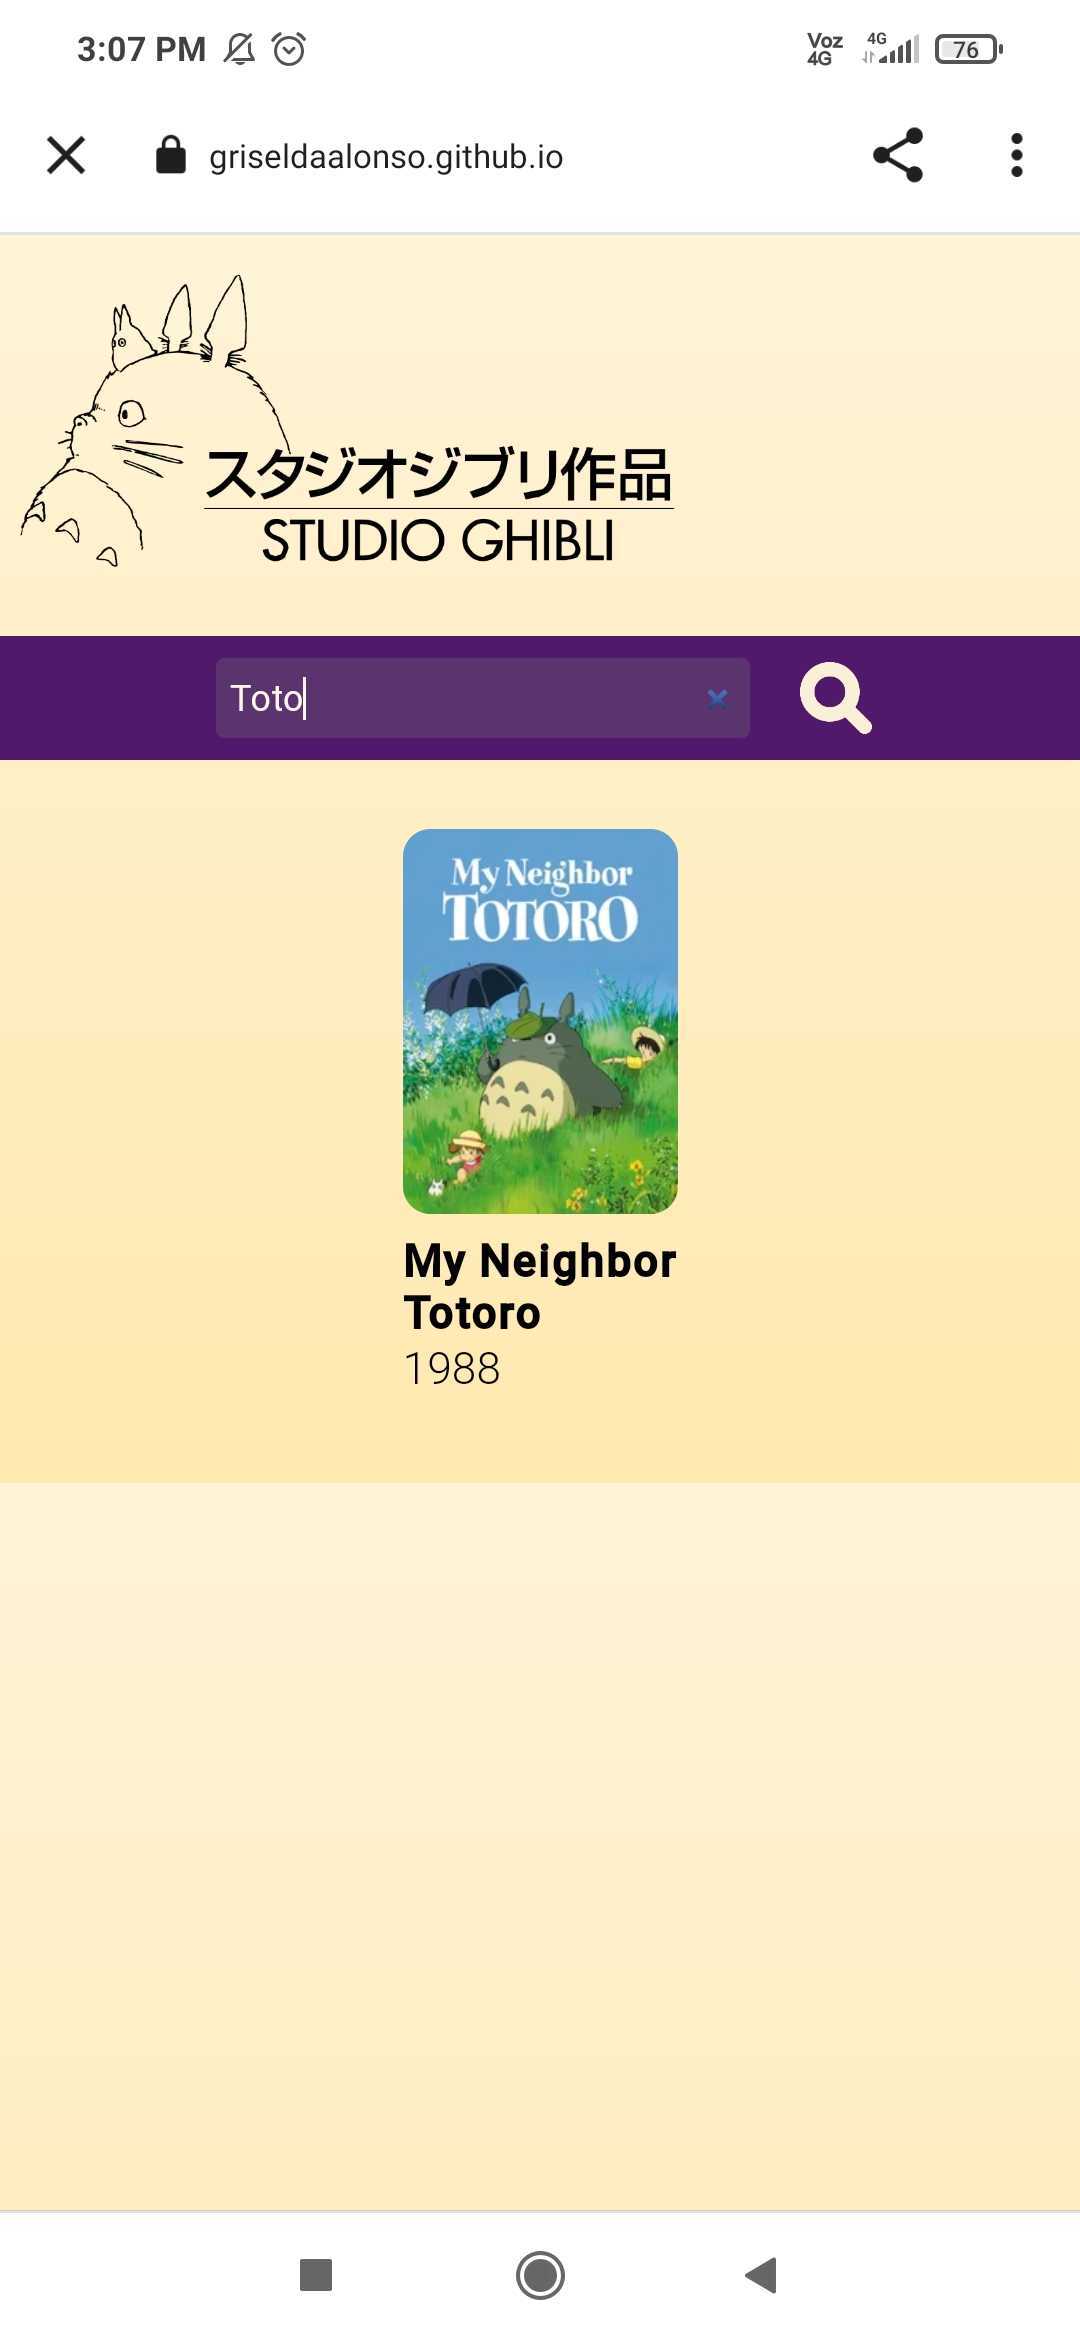 3:07 PM
Voz 4G
4G
76
griseldaalonso.github.io
スタジオジブリ作品
STUDIO GHIBLI
Toto
My Neighbor
TOTORO
My Neighbor
Totoro
1988